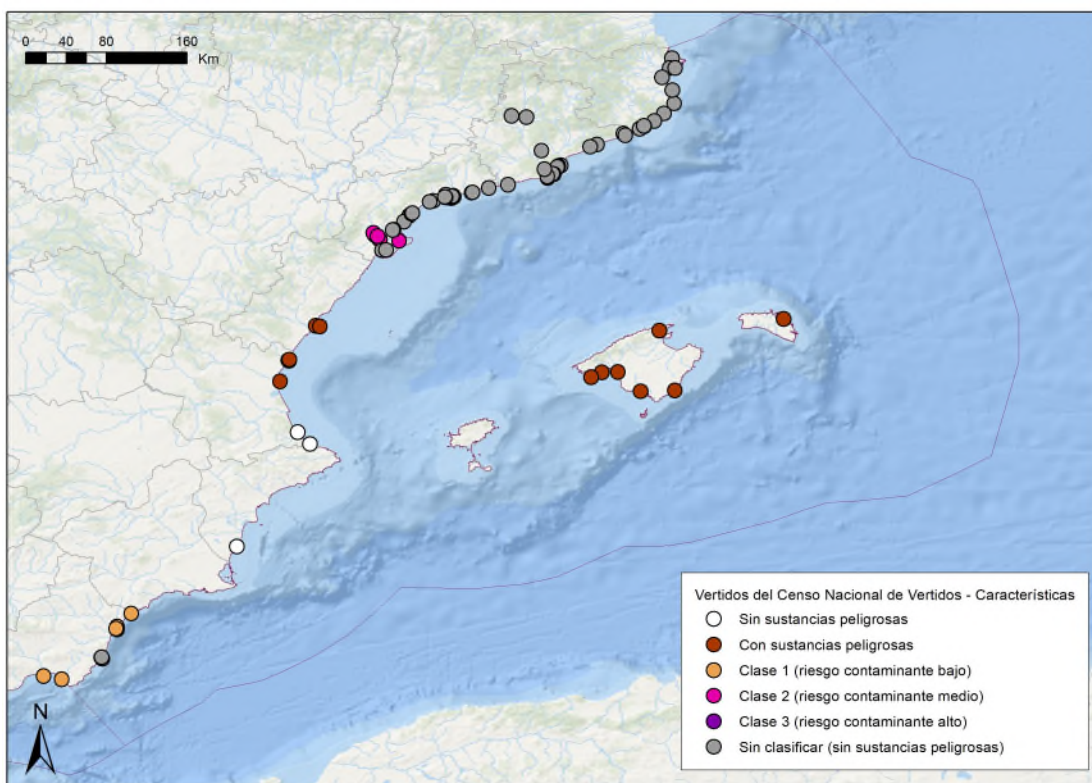 0 40 80 160
Km
Vertidos del Censo Nacional de Vertidos - Características
Sin sustancias peligrosas
Con sustancias peligrosas
Clase 1 (riesgo contaminante bajo)
Clase 2 (riesgo contaminante medio)
Clase 3 (riesgo contaminante alto)
Sin clasificar (sin sustancias peligrosas)
N